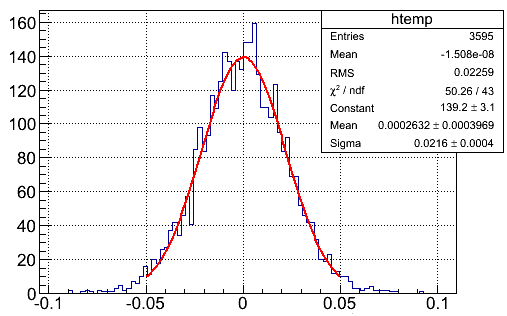 htemp
Entries 3595
Mean -1.508e-08
RMS 0.02259
χ² / ndf 50.26 / 43
Constant 139.2 ± 3.1
Mean 0.0002632 ± 0.0003969
Sigma 0.0216 ± 0.0004
160
140
120
100
80
60
40
20
0
-0.1 -0.05 0 0.05 0.1